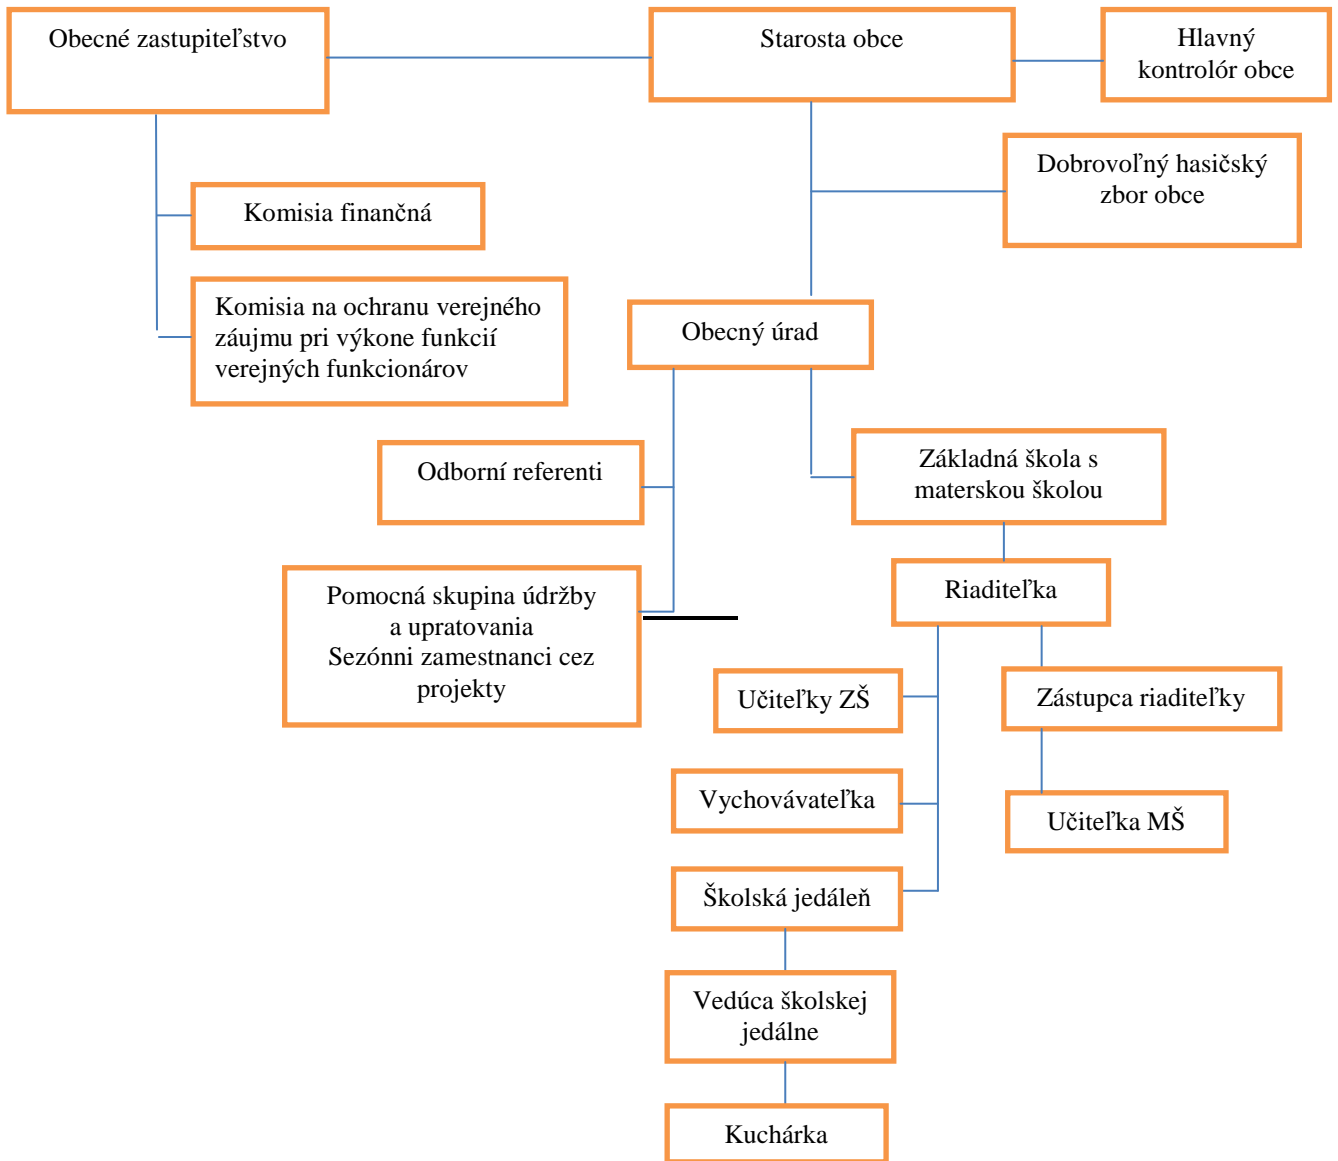 Obecné zastupiteľstvo
Starosta obce
Hlavný
kontrolór obce
Dobrovoľný hasičský
zbor obce
Komisia finančná
Komisia na ochranu verejného
záujmu pri výkone funkcií
verejných funkcionárov
Obecný úrad
Odborní referenti
Základná škola s
materskou školou
Pomocná skupina údržby
a upratovania
Sezónni zamestnanci cez
projekty
Riaditeľka
Učiteľky ZŠ
Zástupca riaditeľky
Vychovávateľka
Učiteľka MŠ
Školská jedáleň
Vedúca školskej
jedálne
Kuchárka